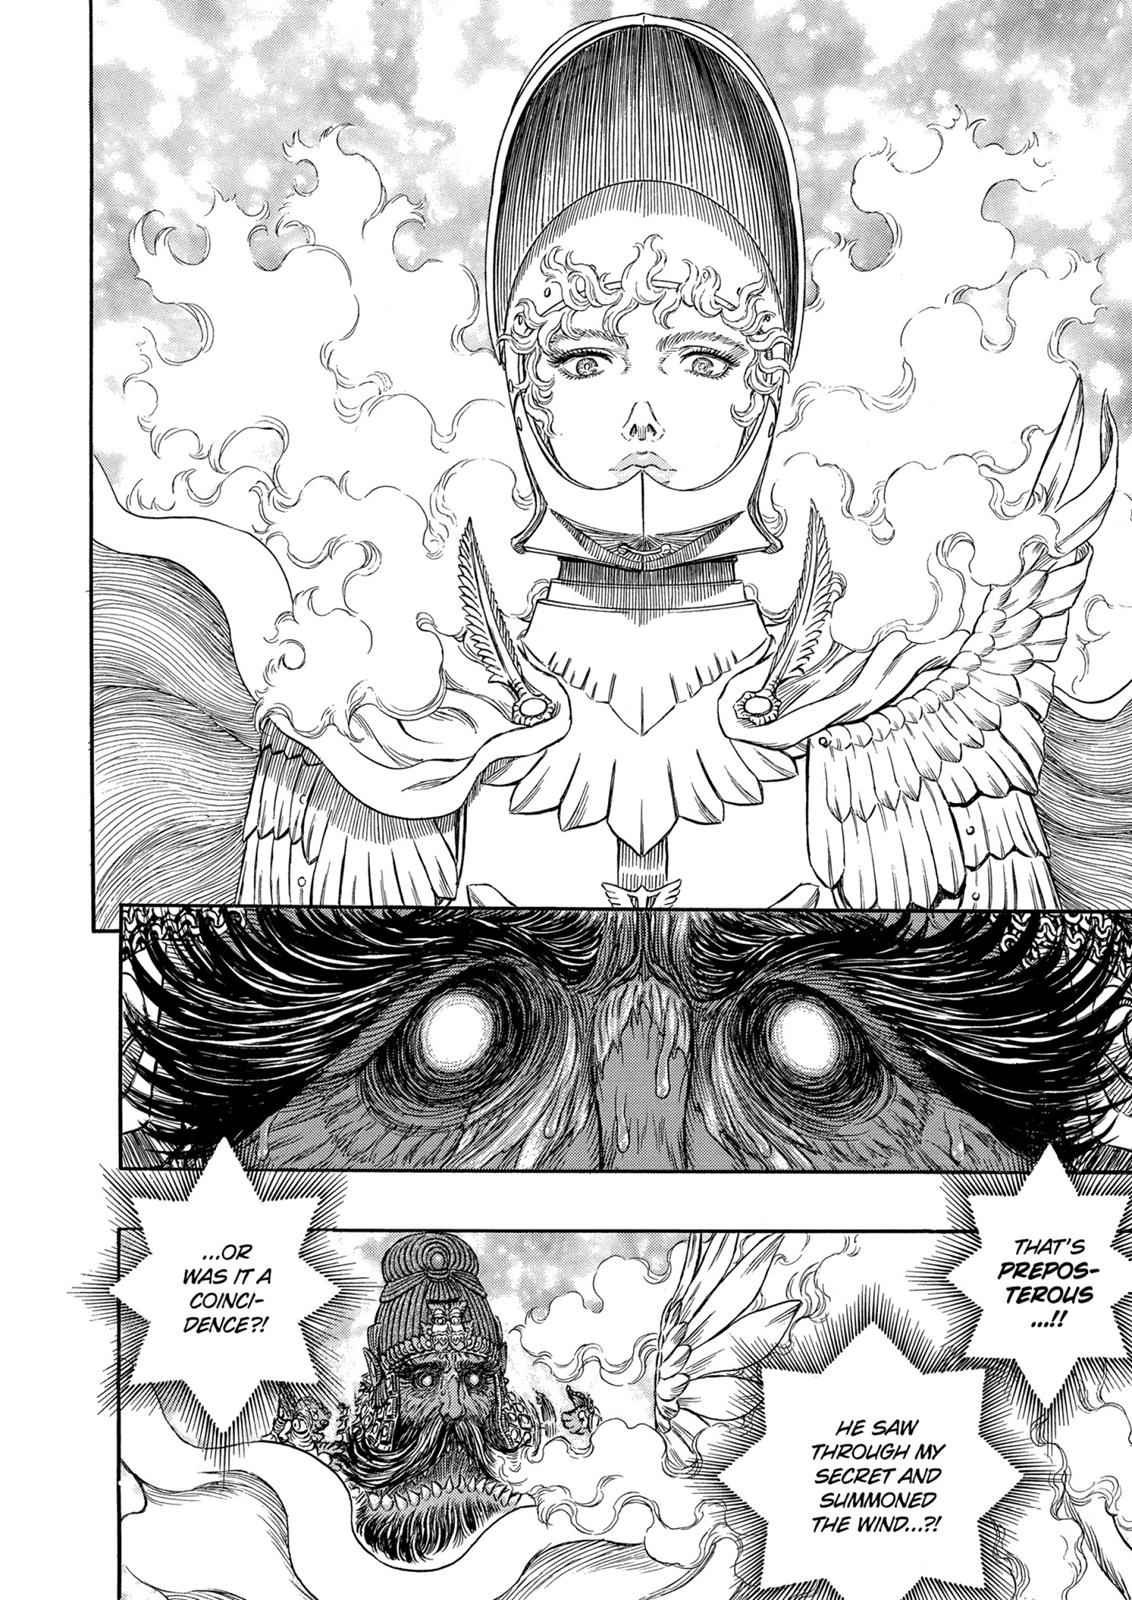 THAT'S
PREPOS-
TEROUS
...!!
HE SAW
THROUGH MY
SECRET AND
SUMMONED
THE WIND...?!
...OR
WAS IT A
COINCI-
DENCE?!